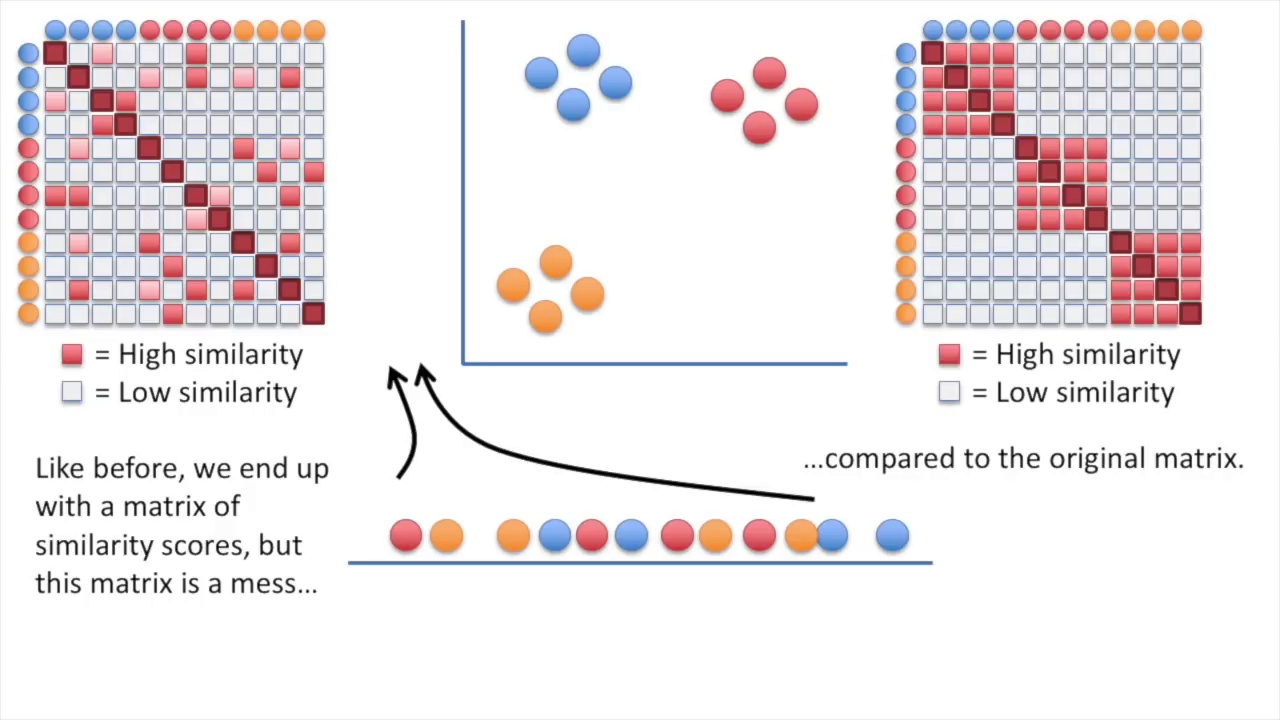 = High similarity
= Low similarity
Like before, we end up
with a matrix of
similarity scores, but
this matrix is a mess...
= High similarity
= Low similarity
...compared to the original matrix.